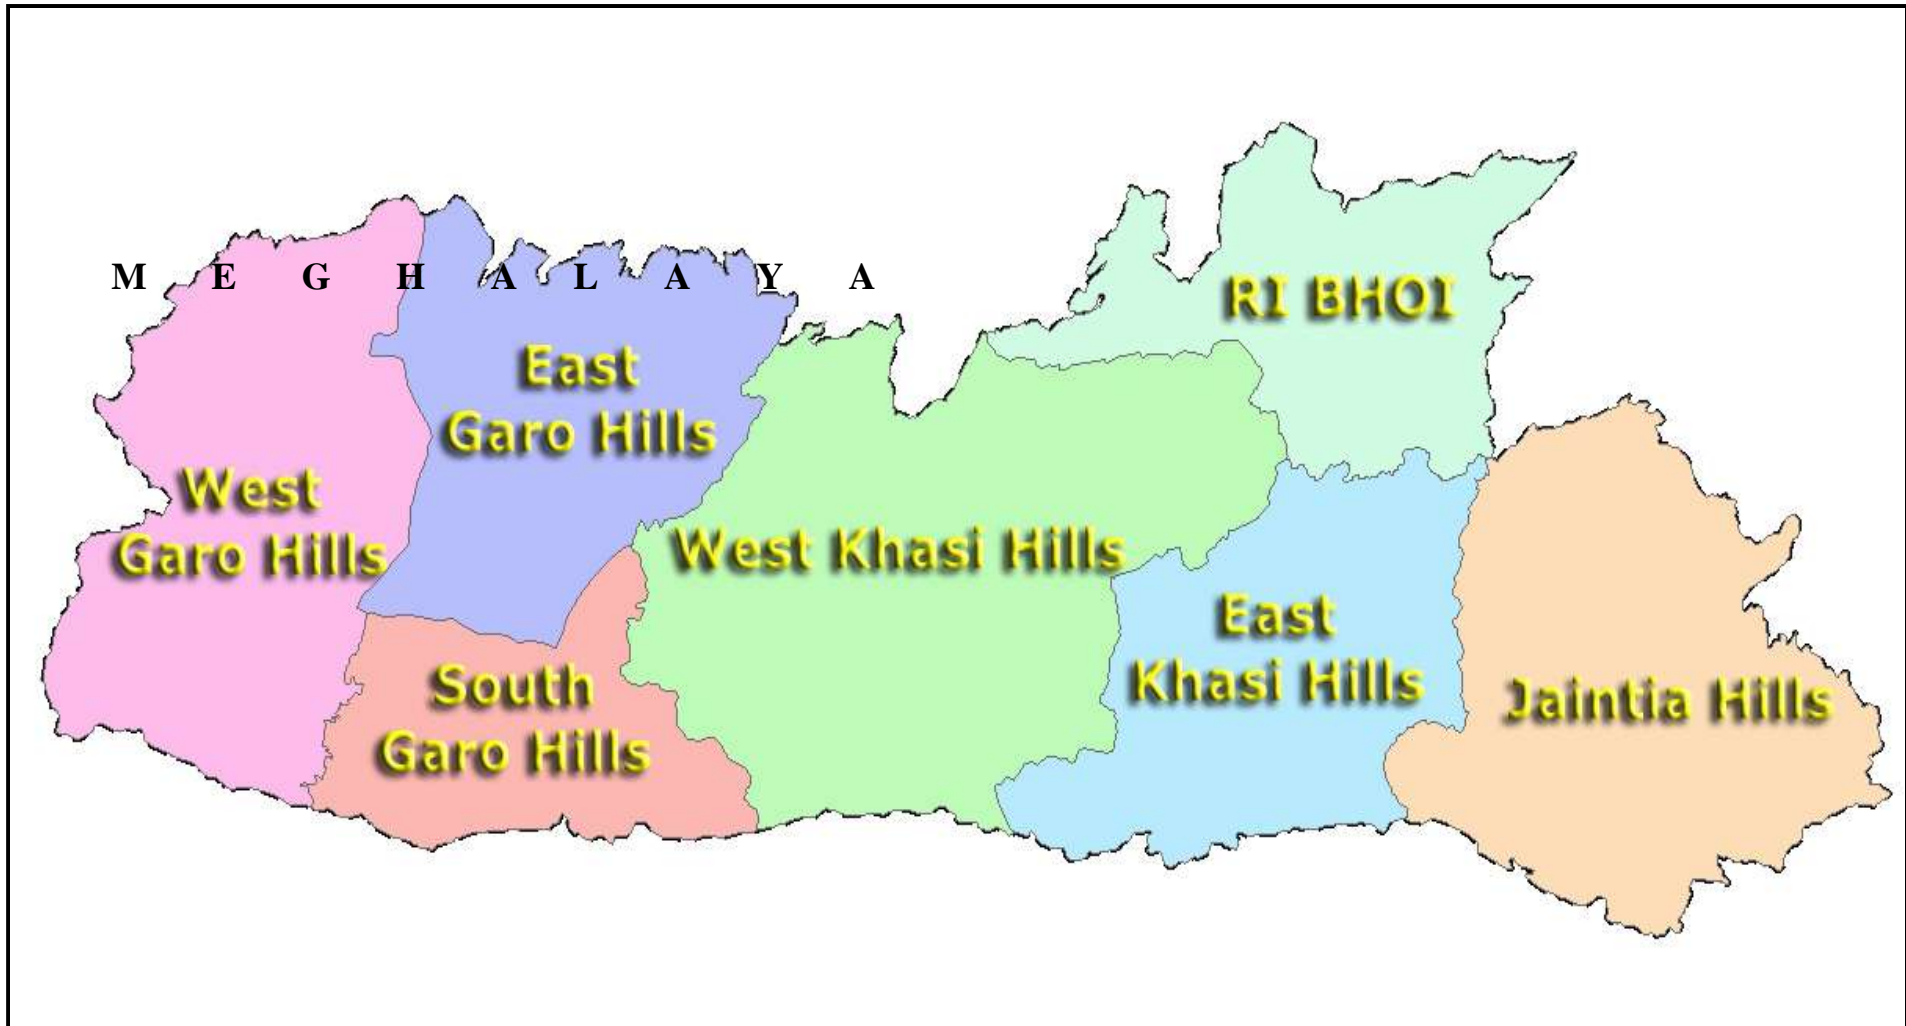 M E G H A L A Y A
RI BHOI
East
Garo Hills
West
Garo Hills
West Khasi Hills
East
Khasi Hills
South
Garo Hills
Jaintia Hills